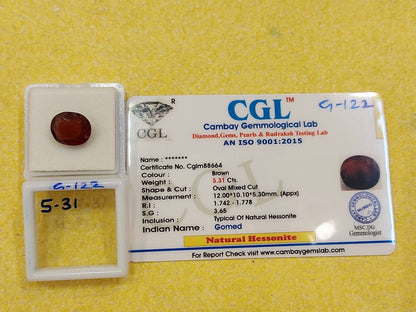 G-122
5-31
R
CGL
CGL™
G-122
Cambay Gemmological Lab
Diamond, Gems, Pearls & Rudraksh Testing Lab
AN ISO 9001:2015
Name : *******
Certificate No. Cglm88664
Colour : Brown
Weight : 5.31 Cts.
Shape & Cut : Oval Mixed Cut
Measurement : 12.00*10.10*5.30mm. (Appx)
R.I : 1.742 - 1.778
S.G : 3.65
Inclusion : Typical Of Natural Hessonite
Indian Name : Gomed
Natural Hessonite
For Report Check visit www.cambaygemslab.com
MSC,DG
Gemmologist